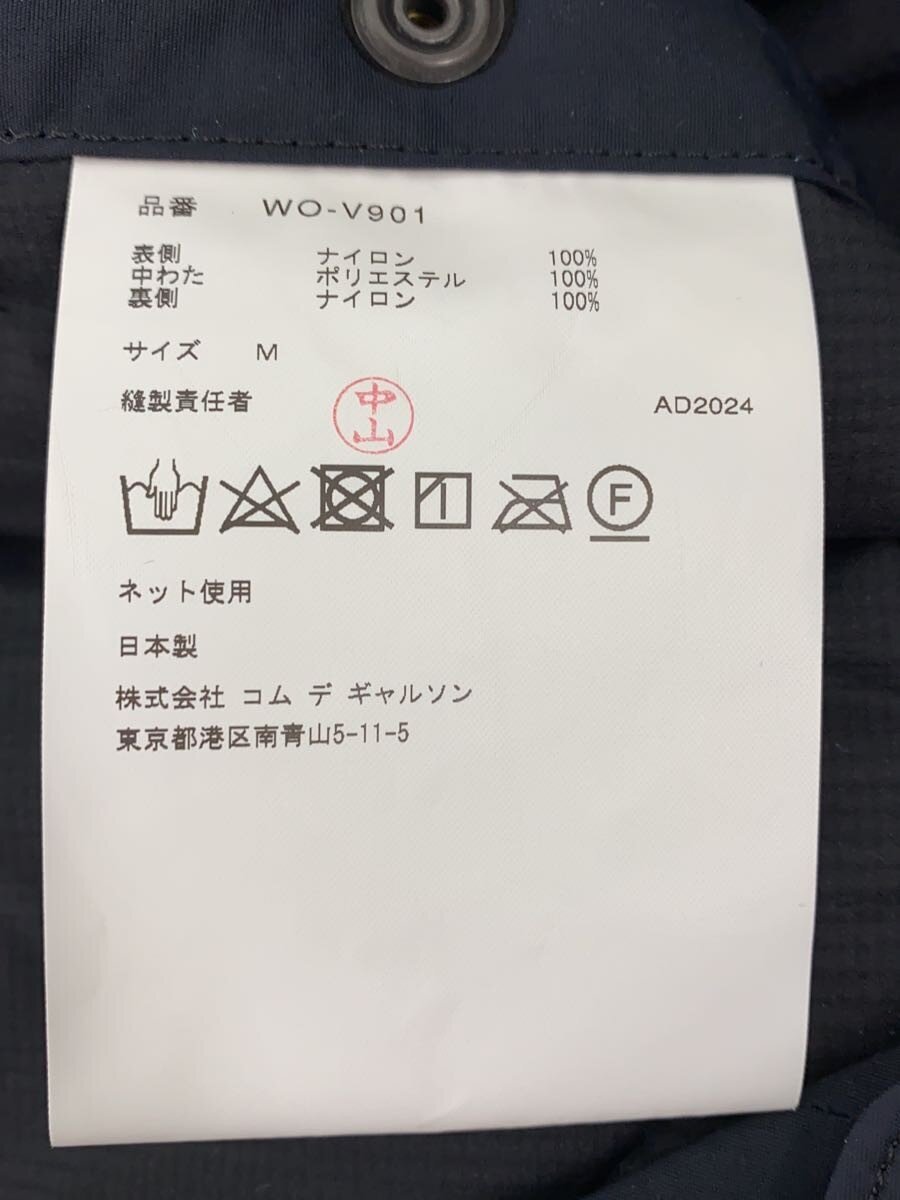 品番 WO-V901
表側 ナイロン 100%
中わた ポリエステル 100%
裏側 ナイロン 100%
サイズ M
縫製責任者 中山 AD2024
F
ネット使用
日本製
株式会社 コム デ ギャルソン
東京都港区南青山5-11-5